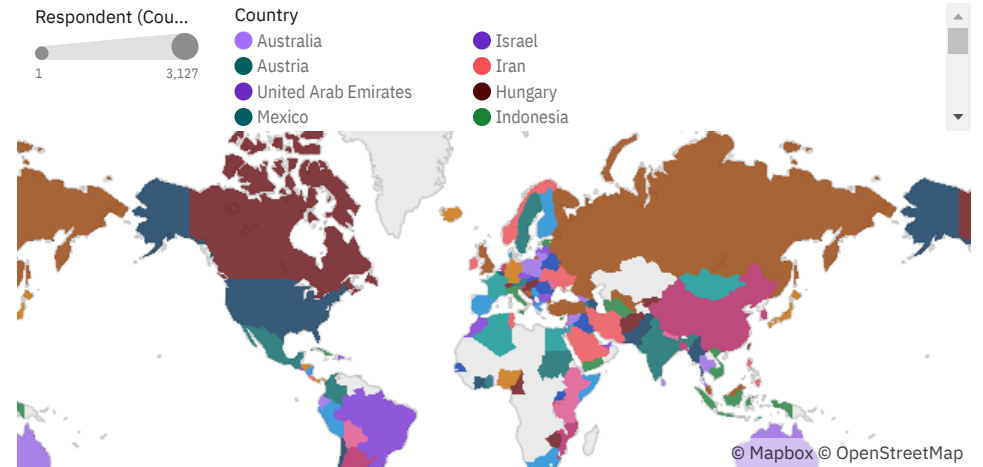 Respondent (Cou...
1 3,127
Country
Australia
Austria
United Arab Emirates
Mexico
Israel
Iran
Hungary
Indonesia
© Mapbox © OpenStreetMap